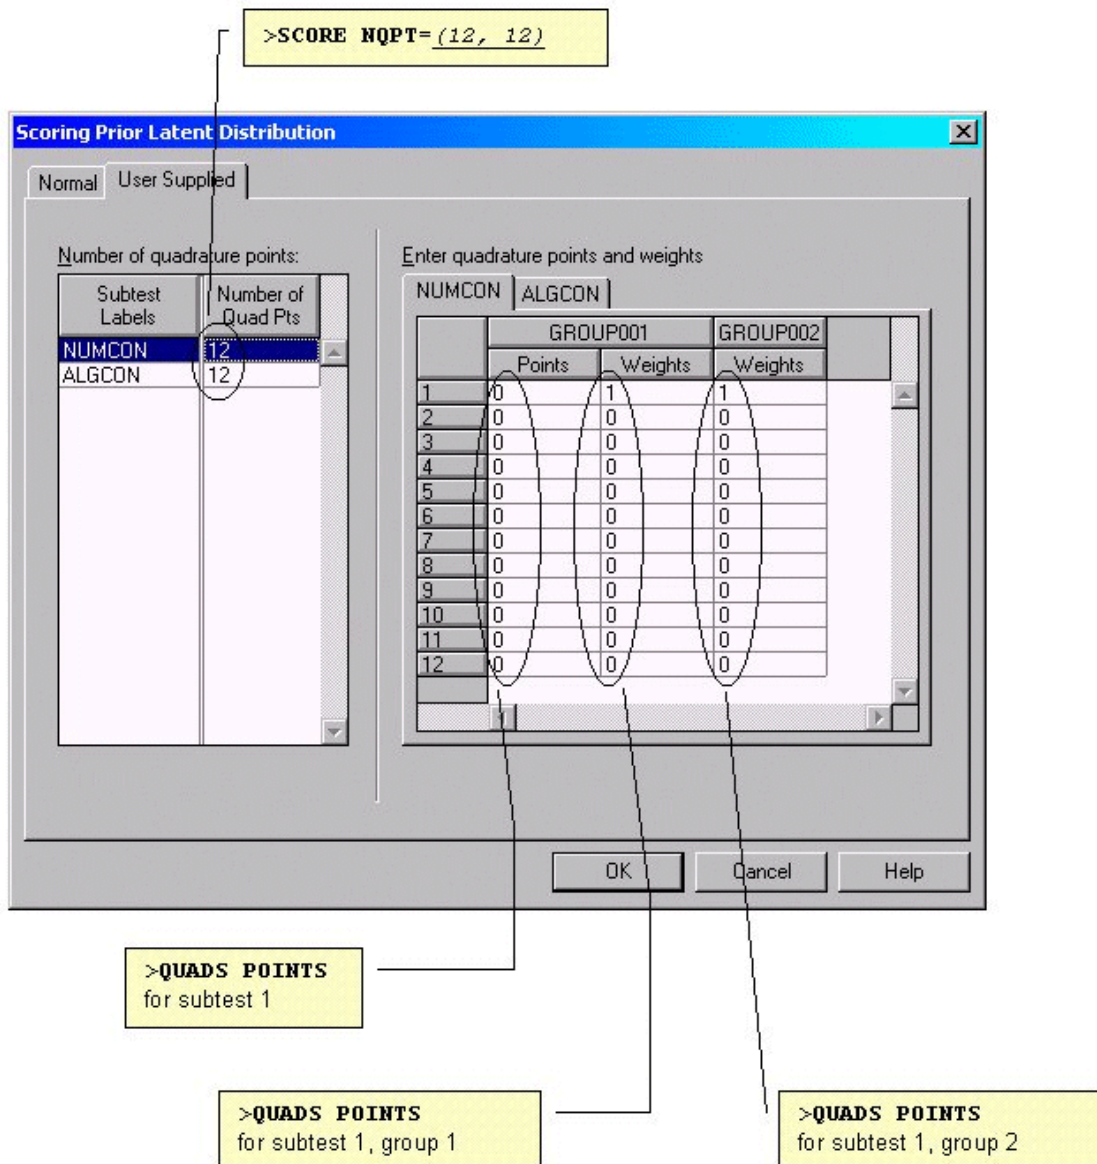 >SCORE NQPT=(12, 12)
Scoring Prior Latent Distribution
Normal
User Supplied
Number of quadrature points:
Subtest Labels
Number of Quad Pts
NUMCON 12
ALGCON 12
Enter quadrature points and weights
NUMCON
ALGCON
GROUP001 GROUP002
Points Weights Weights
1 0 1 1
2 0 0 0
3 0 0 0
4 0 0 0
5 0 0 0
6 0 0 0
7 0 0 0
8 0 0 0
9 0 0 0
10 0 0 0
11 0 0 0
12 0 0 0
OK Cancel Help
>QUADS POINTS
for subtest 1
>QUADS POINTS
for subtest 1, group 1
>QUADS POINTS
for subtest 1, group 2